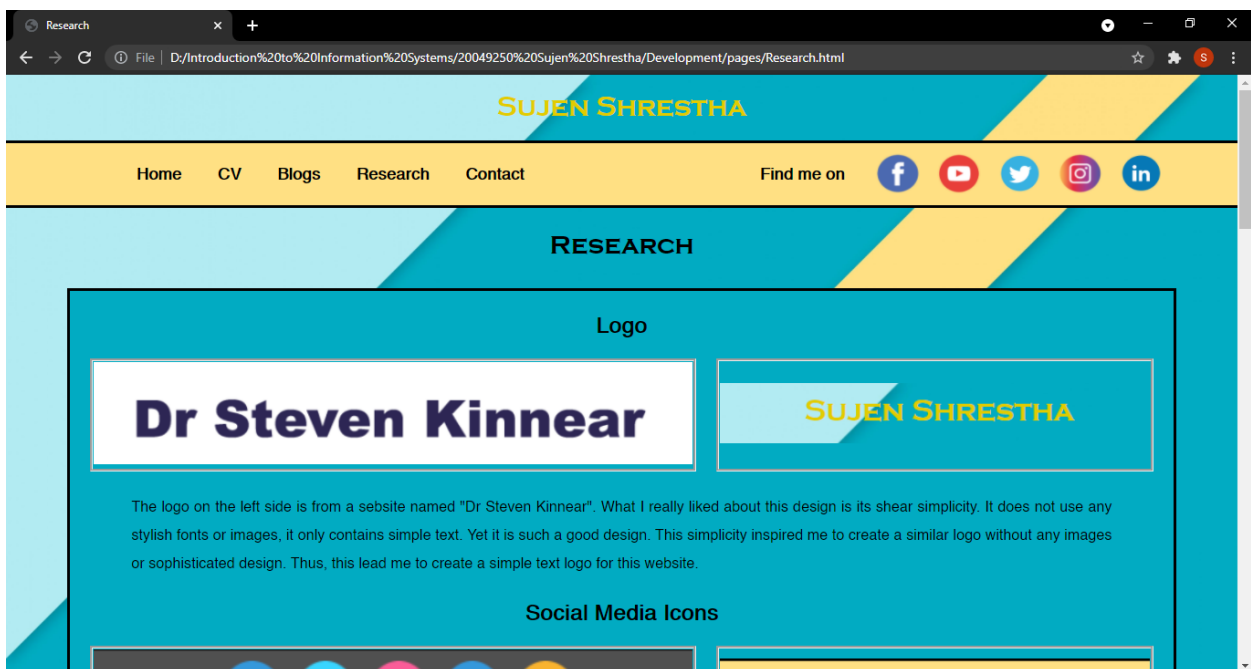 Research
File | D:/Introduction%20to%20Information%20Systems/20049250%20Sujen%20Shrestha/Development/pages/Research.html
S
Sujen Shrestha
Home CV Blogs Research Contact Find me on
Research
Logo
Dr Steven Kinnear
Sujen Shrestha
The logo on the left side is from a sebsite named "Dr Steven Kinnear". What I really liked about this design is its shear simplicity. It does not use any
stylish fonts or images, it only contains simple text. Yet it is such a good design. This simplicity inspired me to create a similar logo without any images
or sophisticated design. Thus, this lead me to create a simple text logo for this website.
Social Media Icons